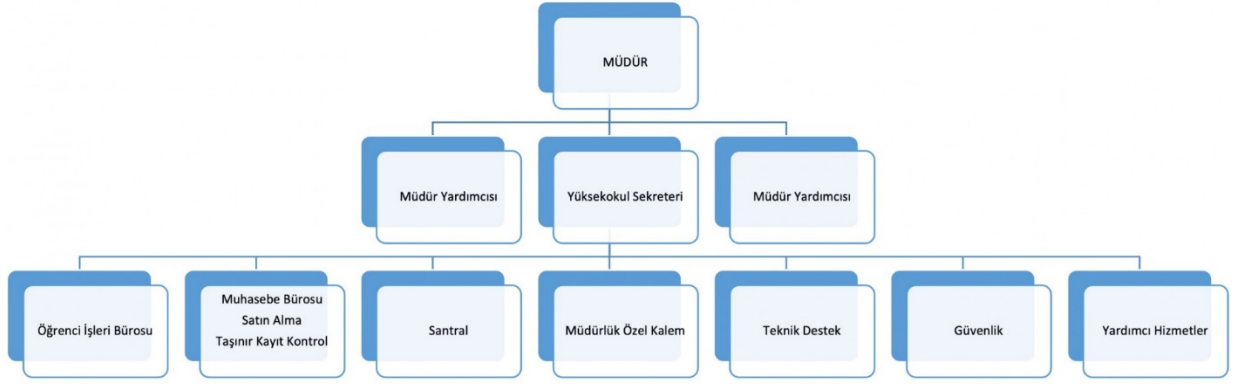 MÜDÜR
Müdür Yardımcısı
Yüksekokul Sekreteri
Müdür Yardımcısı
Öğrenci İşleri Bürosu
Muhasebe Bürosu
Satın Alma
Taşınır Kayıt Kontrol
Santral
Müdürlük Özel Kalem
Teknik Destek
Güvenlik
Yardımcı Hizmetler